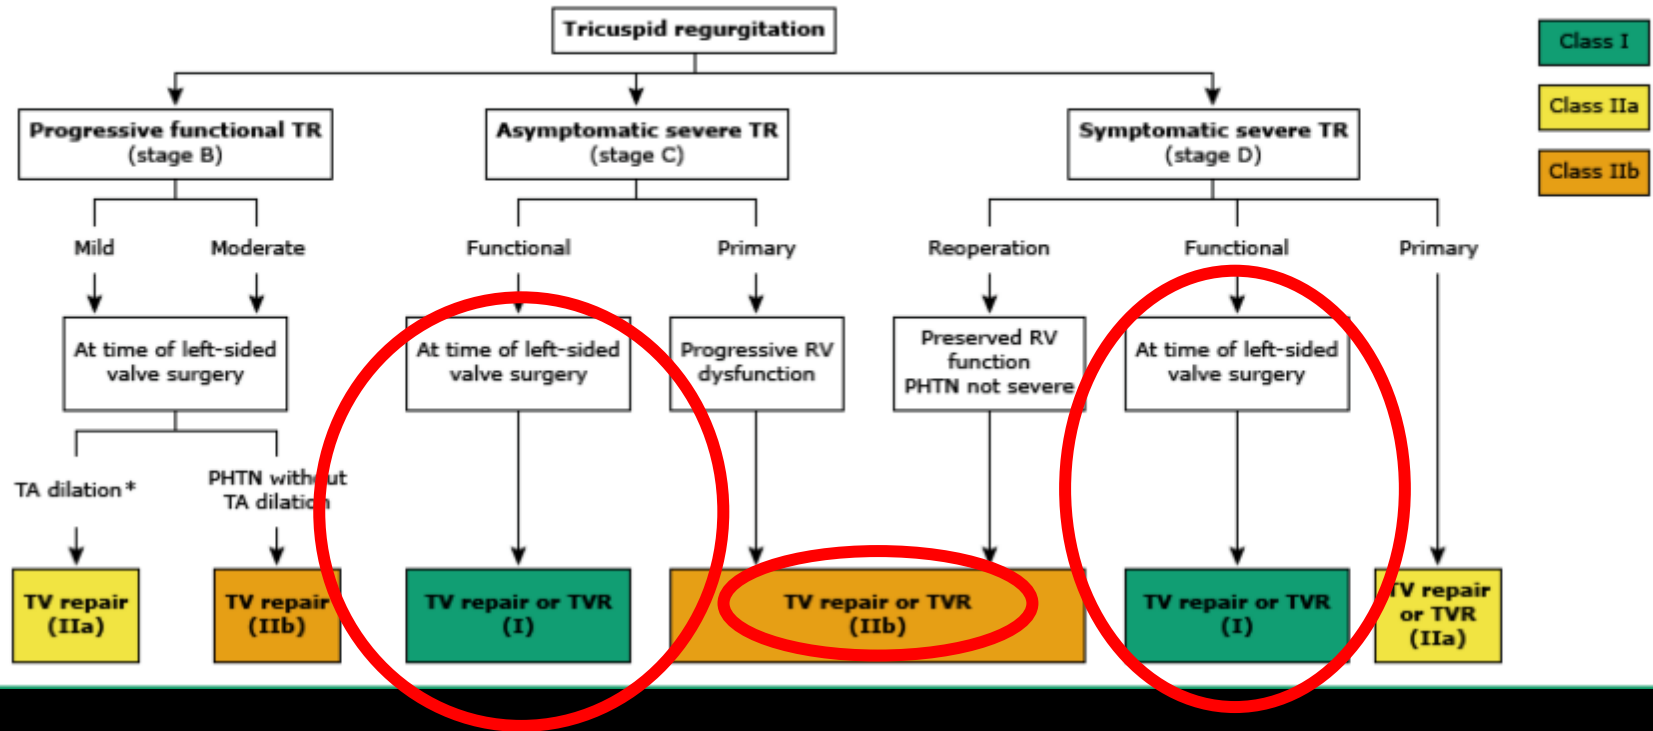 Tricuspid regurgitation
Class I
Class IIa
Class IIb
Progressive functional TR
(stage B)
Asymptomatic severe TR
(stage C)
Symptomatic severe TR
(stage D)
Mild
Moderate
Functional
Primary
Reoperation
Functional
Primary
At time of left-sided
valve surgery
At time of left-sided
valve surgery
Progressive RV
dysfunction
Preserved RV
function
PHTN not severe
At time of left-sided
valve surgery
TA dilation*
PHTN without
TA dilation
TV repair
(IIa)
TV repair
(IIb)
TV repair or TVR
(I)
TV repair or TVR
(IIb)
TV repair or TVR
(I)
TV repair
or TVR
(IIa)